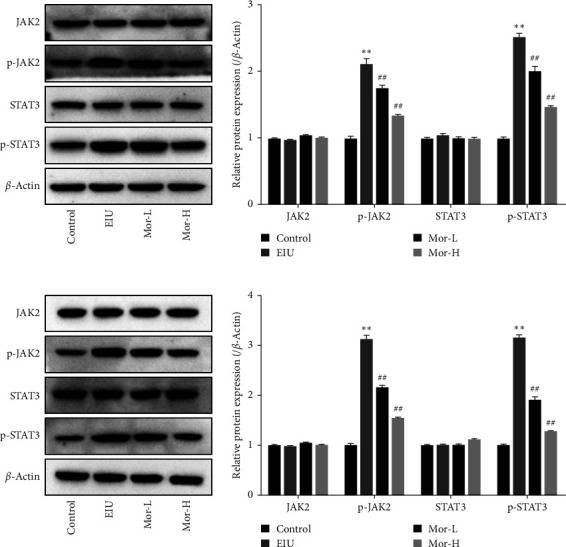 JAK2
p-JAK2
STAT3
p-STAT3
β-Actin
Control
EIU
Mor-L
Mor-H
Relative protein expression (/β-Actin)
3
2
1
0
**
##
##
**
##
##
JAK2
p-JAK2
STAT3
p-STAT3
Control
EIU
Mor-L
Mor-H
JAK2
p-JAK2
STAT3
p-STAT3
β-Actin
Control
EIU
Mor-L
Mor-H
Relative protein expression (/β-Actin)
4
3
2
1
0
**
##
##
**
##
##
JAK2
p-JAK2
STAT3
p-STAT3
Control
EIU
Mor-L
Mor-H